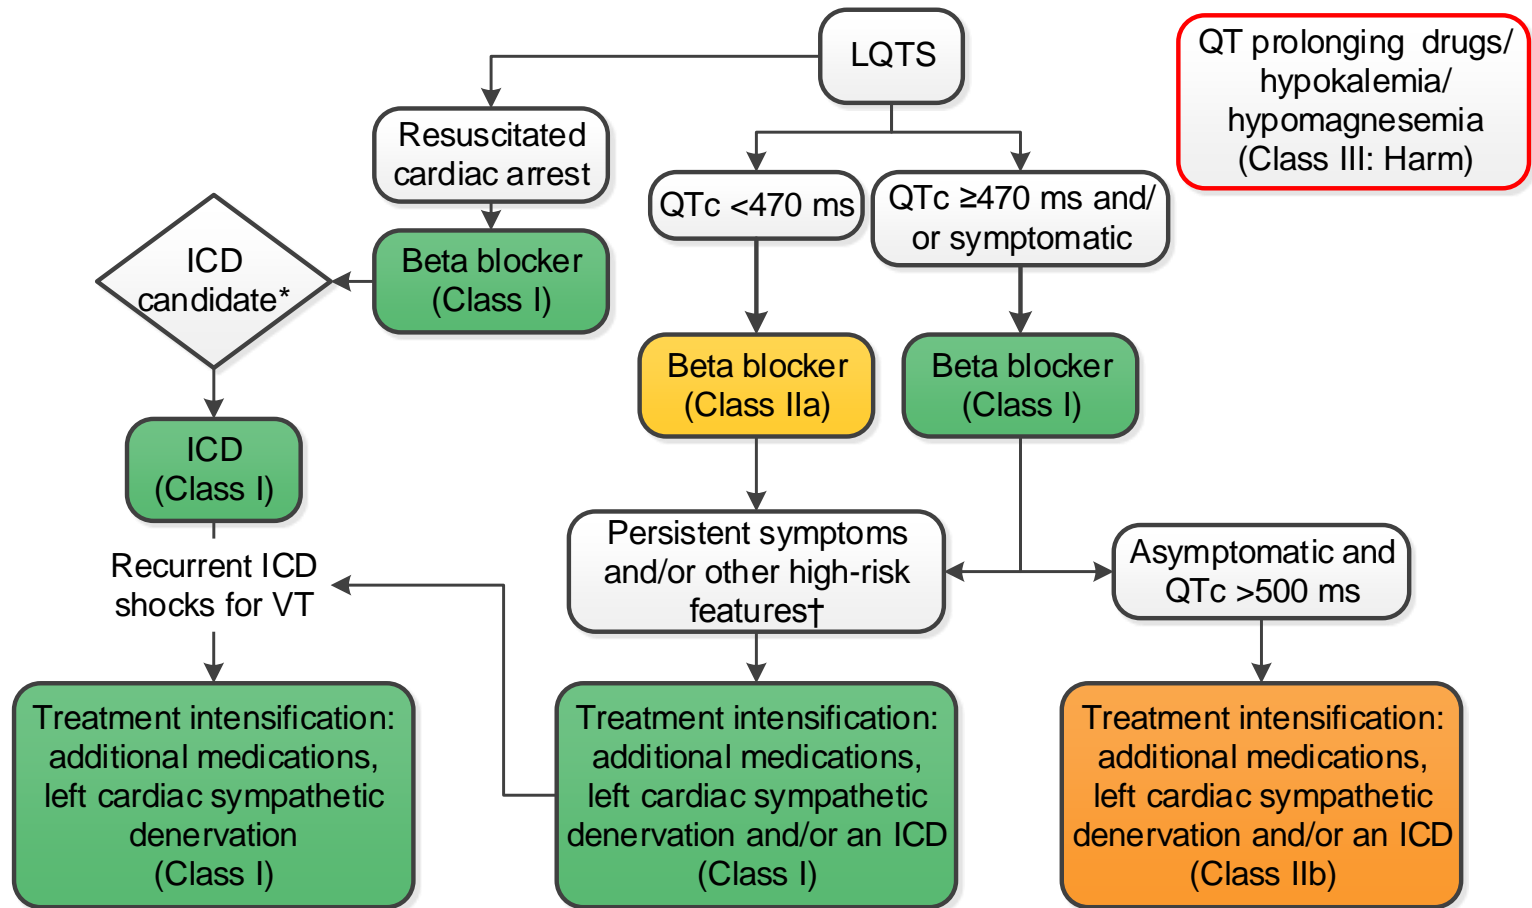 LQTS
QT prolonging drugs/
hypokalemia/
hypomagnesemia
(Class III: Harm)
Resuscitated
cardiac arrest
QTc <470 ms
QTc ≥470 ms and/
or symptomatic
ICD
candidate*
Beta blocker
(Class I)
Beta blocker
(Class IIa)
Beta blocker
(Class I)
ICD
(Class I)
Recurrent ICD
shocks for VT
Persistent symptoms
and/or other high-risk
features†
Asymptomatic and
QTc >500 ms
Treatment intensification:
additional medications,
left cardiac sympathetic
denervation
(Class I)
Treatment intensification:
additional medications,
left cardiac sympathetic
denervation and/or an ICD
(Class I)
Treatment intensification:
additional medications,
left cardiac sympathetic
denervation and/or an ICD
(Class IIb)